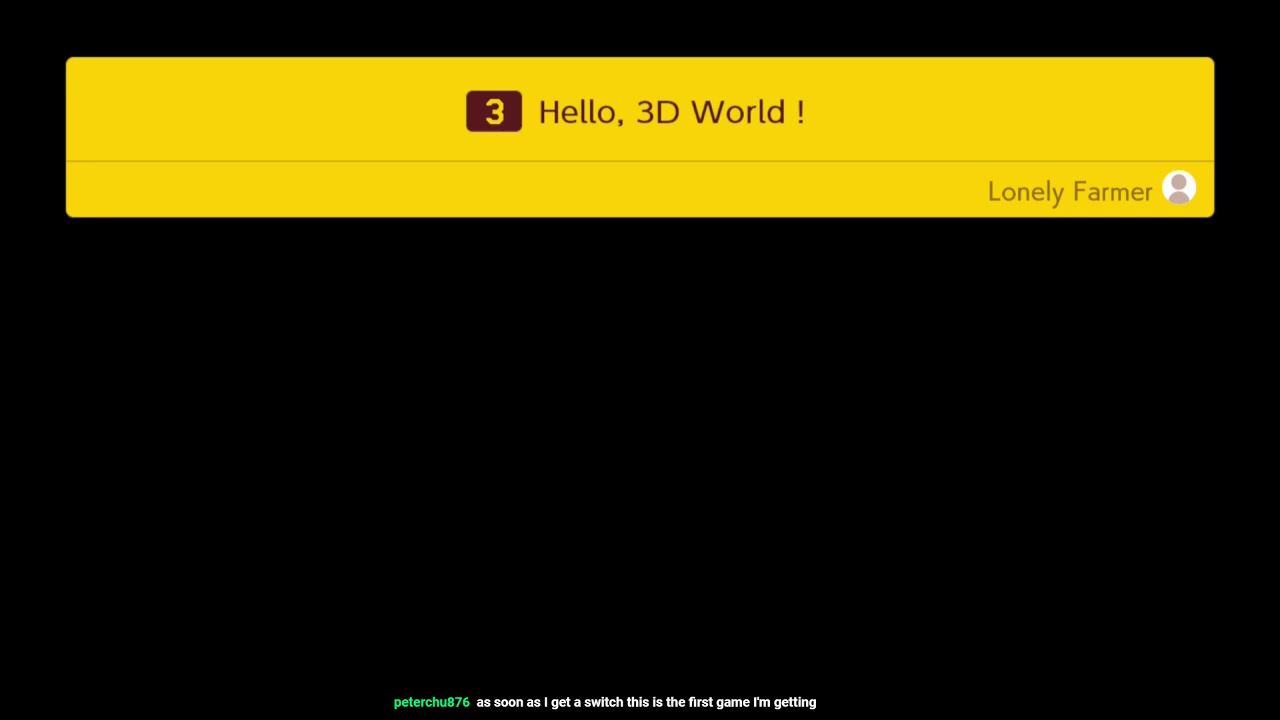 3 Hello, 3D World !
Lonely Farmer
peterchu876 as soon as I get a switch this is the first game I'm getting